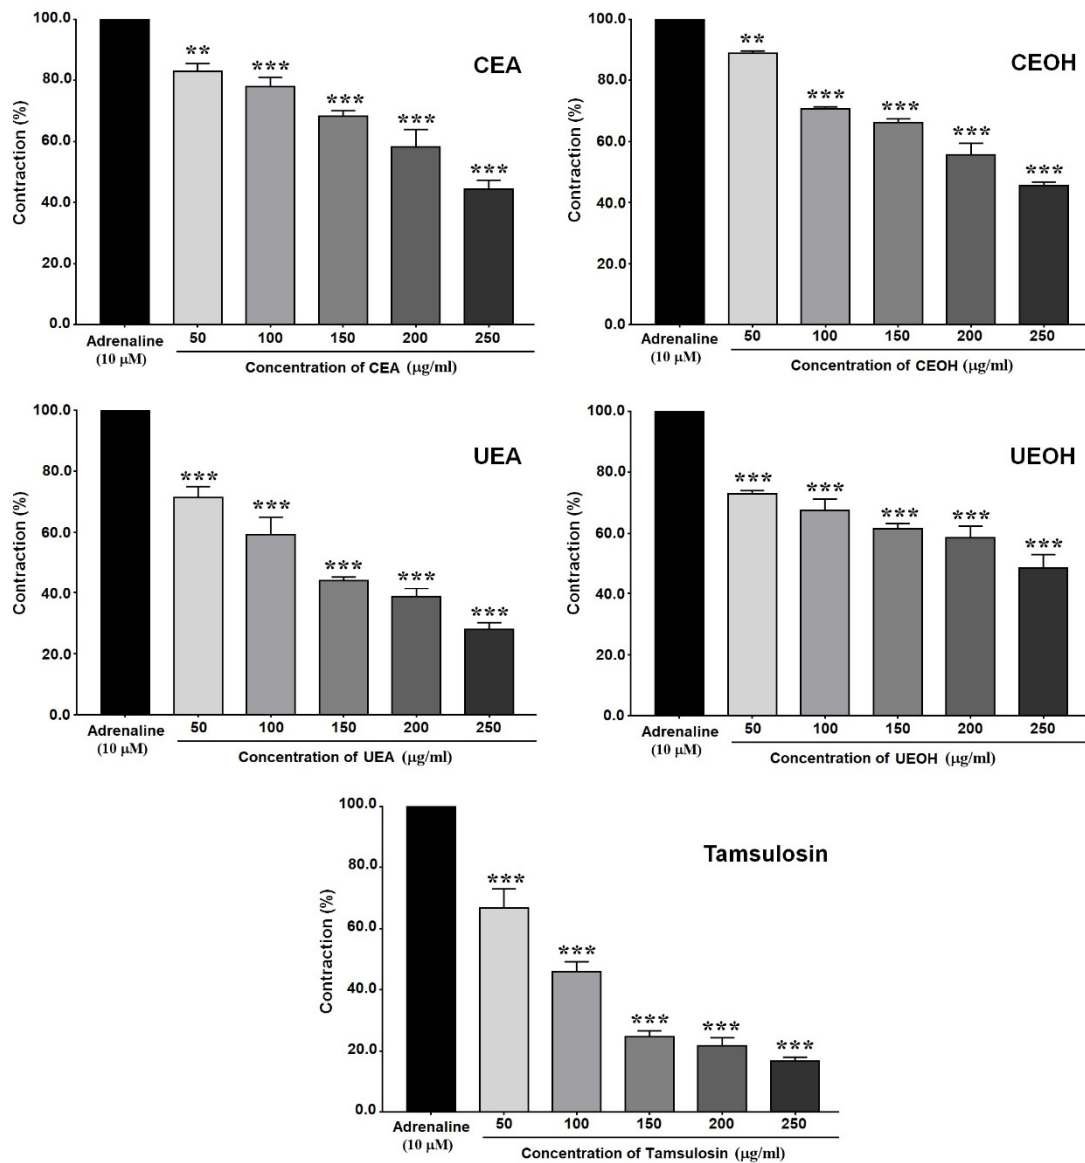 CEA
Contraction (%)
100.0
80.0
60.0
40.0
20.0
0.0
** *** *** *** ***
Adrenaline 50 100 150 200 250
(10 μM)
Concentration of CEA (μg/ml)
CEOH
Contraction (%)
100.0
80.0
60.0
40.0
20.0
0.0
** *** *** *** ***
Adrenaline 50 100 150 200 250
(10 μM)
Concentration of CEOH (μg/ml)
UEA
Contraction (%)
100.0
80.0
60.0
40.0
20.0
0.0
*** *** *** *** ***
Adrenaline 50 100 150 200 250
(10 μM)
Concentration of UEA (μg/ml)
UEOH
Contraction (%)
100.0
80.0
60.0
40.0
20.0
0.0
*** *** *** *** ***
Adrenaline 50 100 150 200 250
(10 μM)
Concentration of UEOH (μg/ml)
Tamsulosin
Contraction (%)
100.0
80.0
60.0
40.0
20.0
0.0
*** *** *** *** ***
Adrenaline 50 100 150 200 250
(10 μM)
Concentration of Tamsulosin (μg/ml)